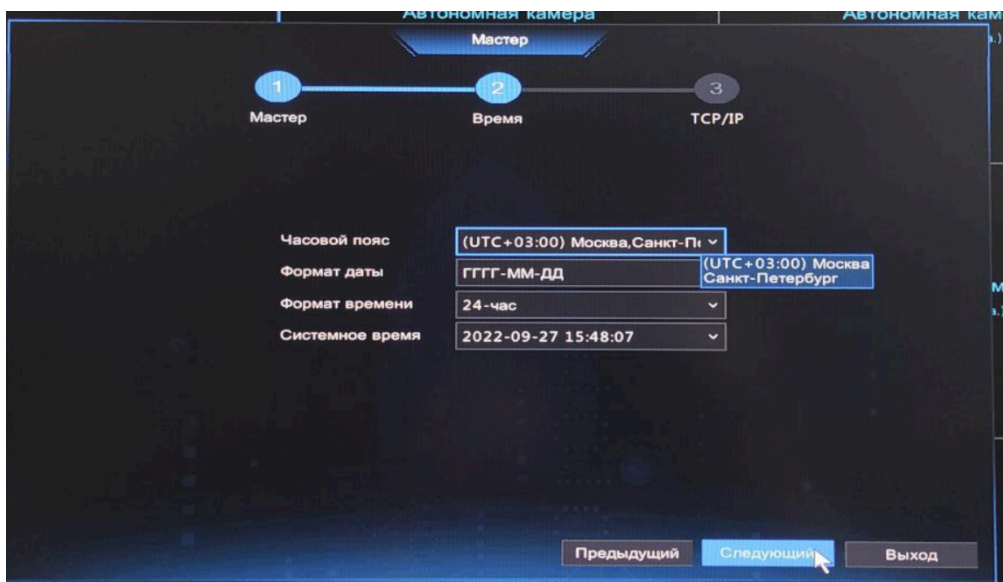 Автономная камера
Автономная кам
Мастер
а.)
1
2
3
Мастер
Время
TCP/IP
Часовой пояс
(UTC+03:00) Москва,Санкт-Пе
(UTC+03:00) Москва
Санкт-Петербург
Формат даты
ГГГГ-ММ-ДД
Формат времени
24-час
Системное время
2022-09-27 15:48:07
Предыдущий
Следующий
Выход